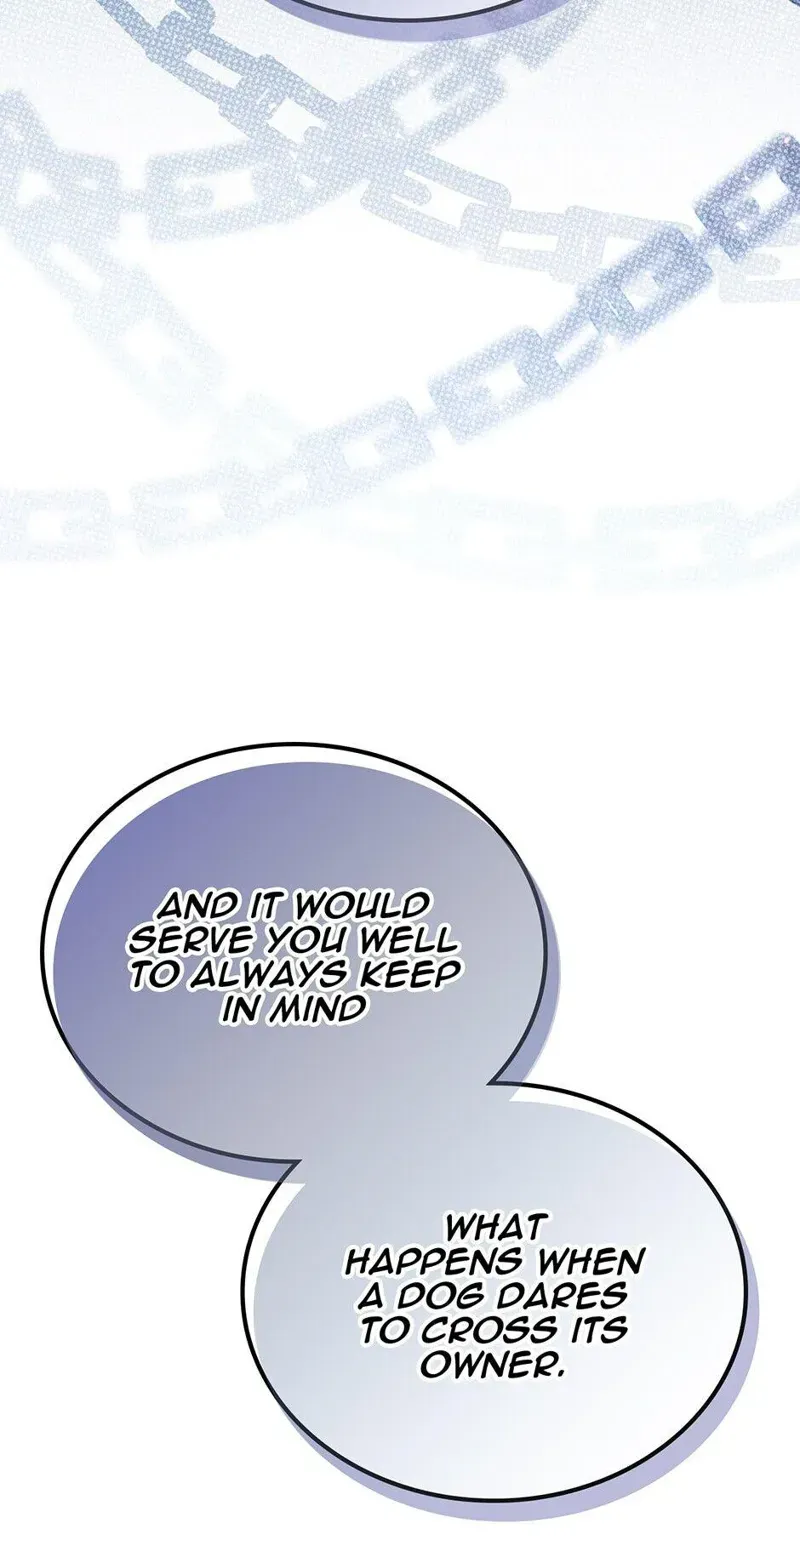 AND IT WOULD
SERVE YOU WELL
TO ALWAYS KEEP
IN MIND
WHAT
HAPPENS WHEN
A DOG DARES
TO CROSS ITS
OWNER.